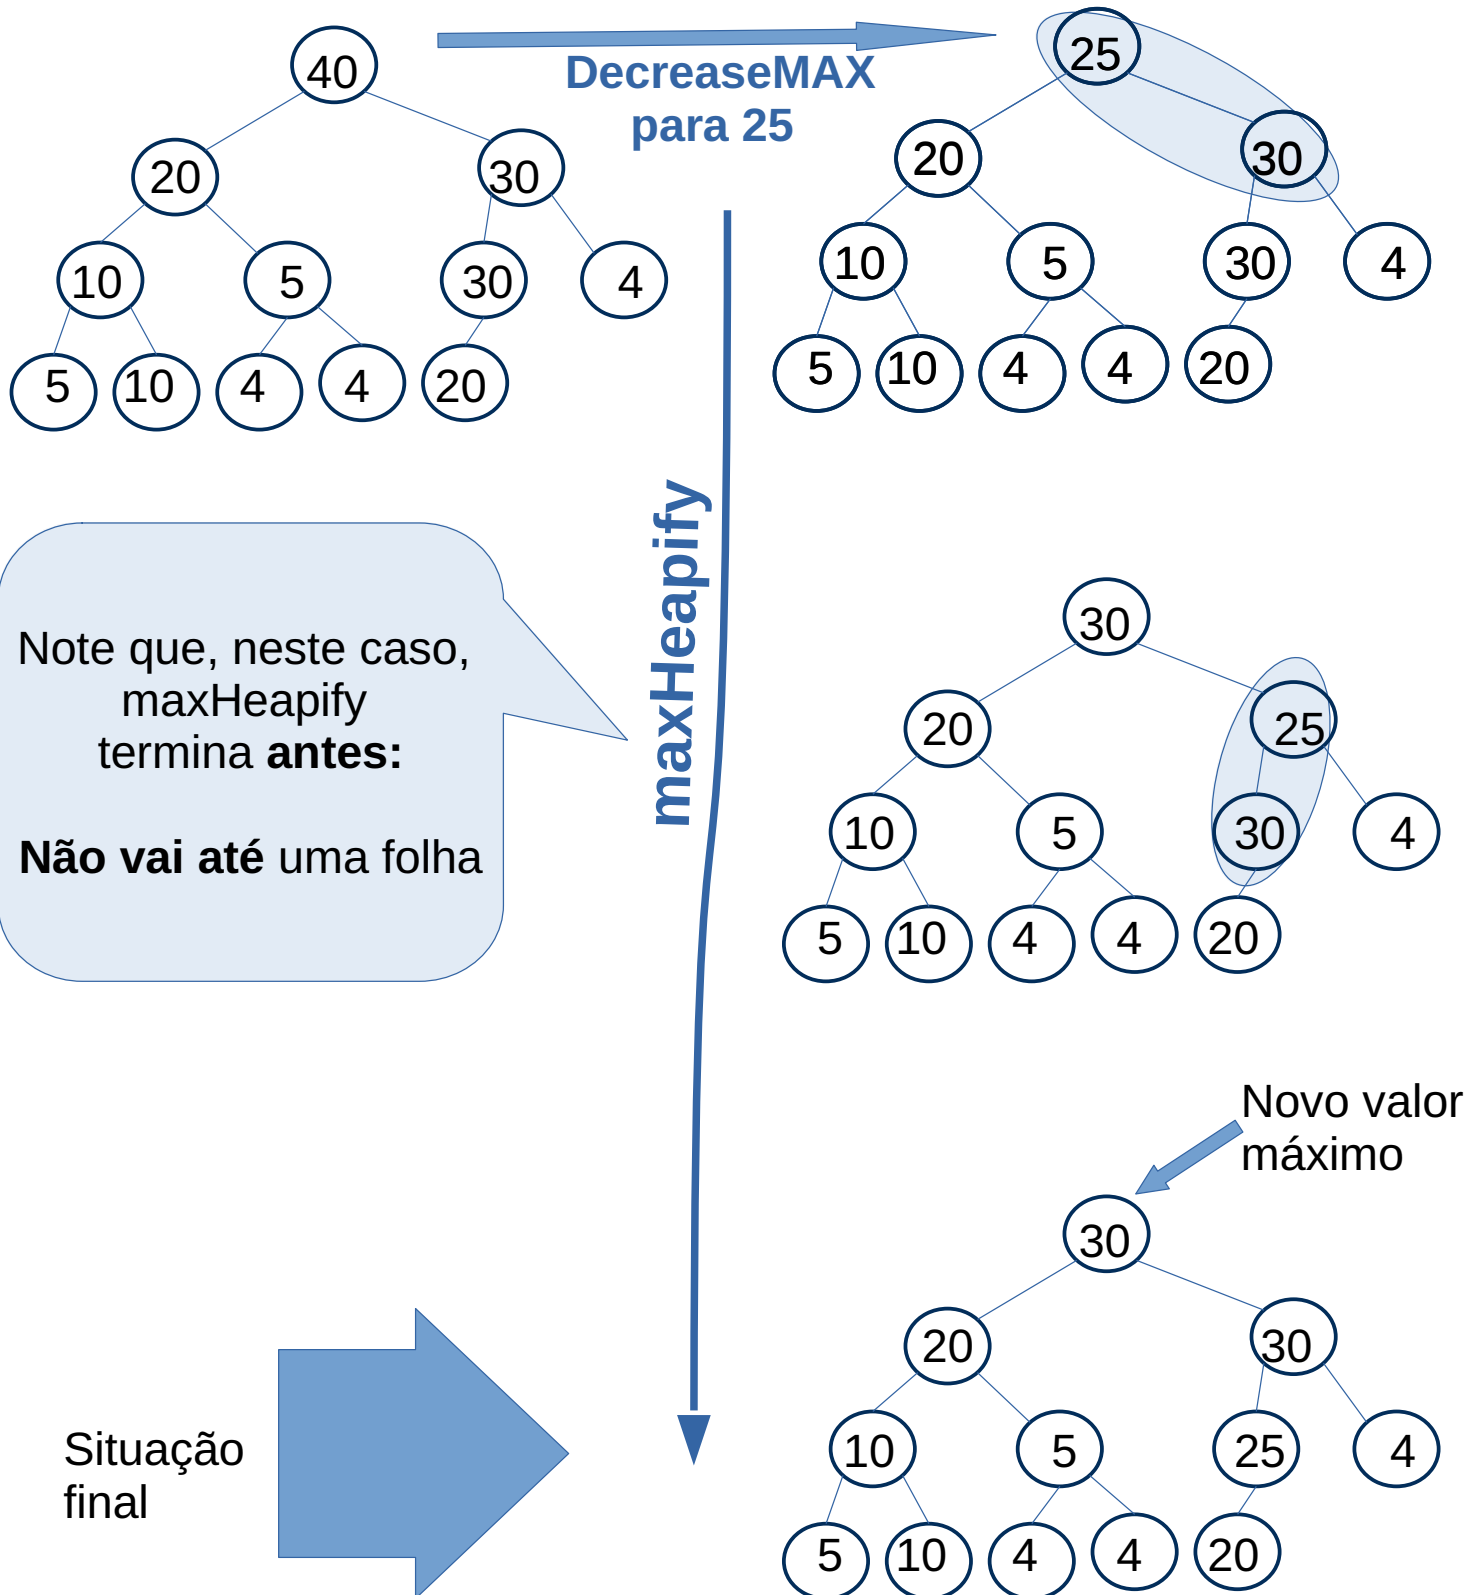 40
20 30
10 5 30 4
5 10 4 4 20
DecreaseMAX
para 25
25
20 30
10 5 30 4
5 10 4 4 20
maxHeapify
Note que, neste caso,
maxHeapify
termina antes:
Não vai até uma folha
30
20 25
10 5 30 4
5 10 4 4 20
Novo valor
máximo
30
20 30
10 5 25 4
5 10 4 4 20
Situação
final